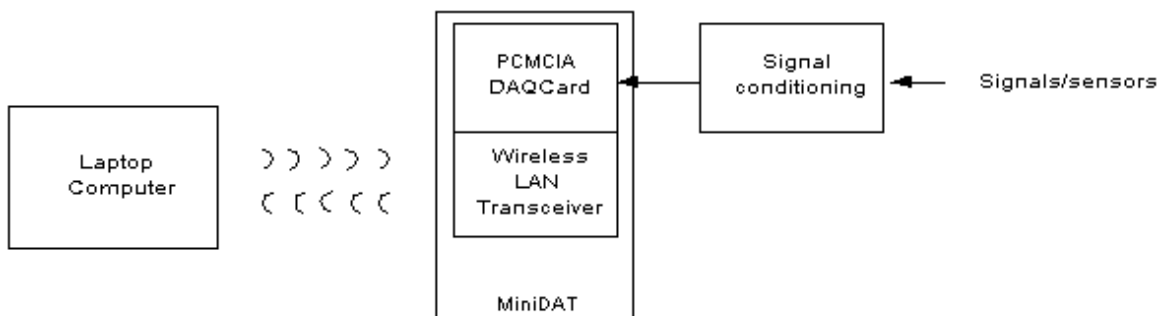 Laptop
Computer
PCMCIA
DAQCard
Wireless
LAN
Transceiver
MiniDAT
Signal
conditioning
Signals/sensors